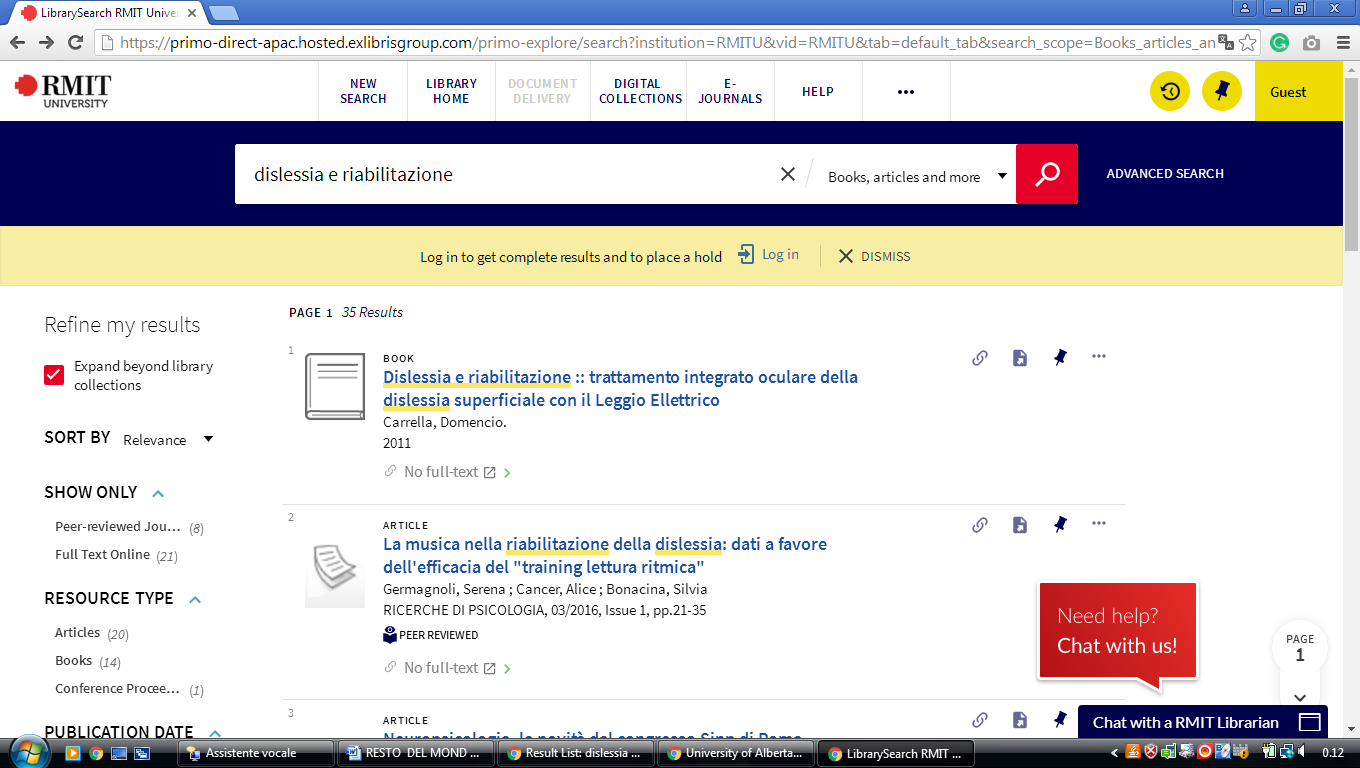 LibrarySearch RMIT Unive
https://primo-direct-apac.hosted.exlibrisgroup.com/primo-explore/search?institution=RMITU&vid=RMITU&tab=default_tab&search_scope=Books_articles_an
RMIT
UNIVERSITY
NEW
SEARCH
LIBRARY
HOME
DOCUMENT
DELIVERY
DIGITAL
COLLECTIONS
E-
JOURNALS
HELP
Guest
dislessia e riabilitazione
Books, articles and more
ADVANCED SEARCH
Log in to get complete results and to place a hold
Log in
DISMISS
Refine my results
Expand beyond library
collections
SORT BY Relevance
SHOW ONLY
Peer-reviewed Jou... (8)
Full Text Online (21)
RESOURCE TYPE
Articles (20)
Books (14)
Conference Procee... (1)
PUBLICATION DATE
PAGE 1 35 Results
1
BOOK
Dislessia e riabilitazione :: trattamento integrato oculare della
dislessia superficiale con il Leggio Ellettrico
Carrella, Domencio.
2011
No full-text
2
ARTICLE
La musica nella riabilitazione della dislessia: dati a favore
dell'efficacia del "training lettura ritmica"
Germagnoli, Serena ; Cancer, Alice ; Bonacina, Silvia
RICERCHE DI PSICOLOGIA, 03/2016, Issue 1, pp.21-35
PEER REVIEWED
No full-text
3
ARTICLE
Neuropsicologia, le novità del congresso Sinp di Roma
Need help?
Chat with us!
PAGE
1
Chat with a RMIT Librarian
Assistente vocale
RESTO DEL MOND ...
Result List: dislessia ...
University of Alberta...
LibrarySearch RMIT ...
0.12